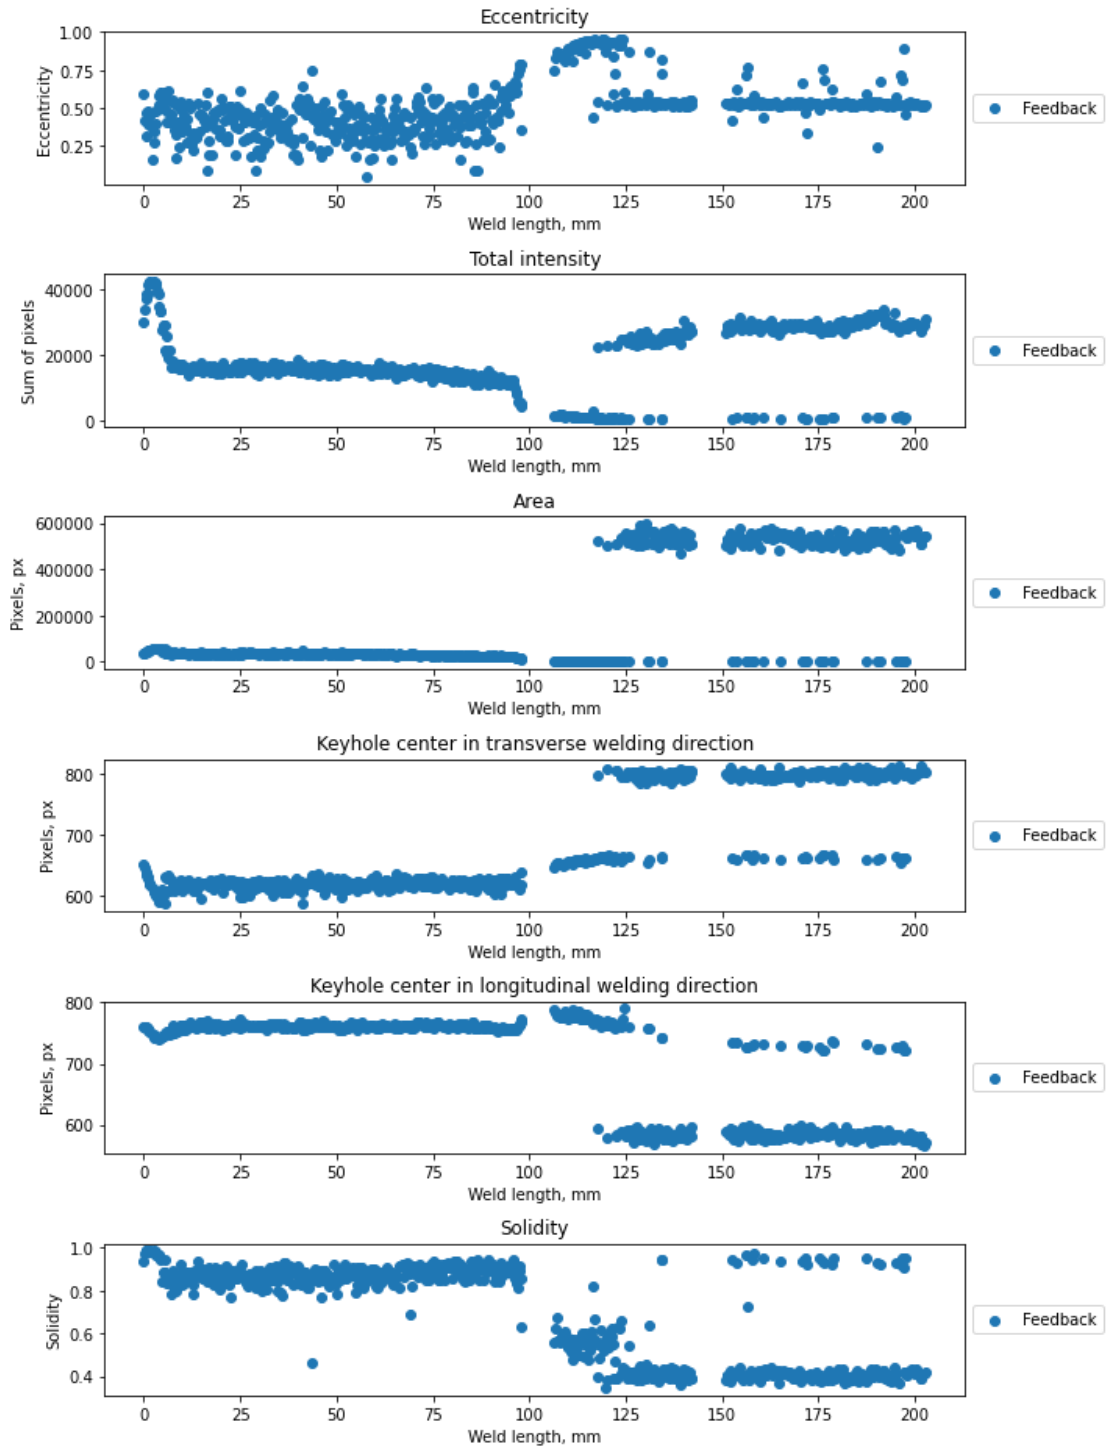 Eccentricity
1.00
0.75
0.50
0.25
Eccentricity
0 25 50 75 100 125 150 175 200
Weld length, mm
Feedback
Total intensity
40000
20000
0
Sum of pixels
0 25 50 75 100 125 150 175 200
Weld length, mm
Feedback
Area
600000
400000
200000
0
Pixels, px
0 25 50 75 100 125 150 175 200
Weld length, mm
Feedback
Keyhole center in transverse welding direction
800
700
600
Pixels, px
0 25 50 75 100 125 150 175 200
Weld length, mm
Feedback
Keyhole center in longitudinal welding direction
800
700
600
Pixels, px
0 25 50 75 100 125 150 175 200
Weld length, mm
Feedback
Solidity
1.0
0.8
0.6
0.4
Solidity
0 25 50 75 100 125 150 175 200
Weld length, mm
Feedback